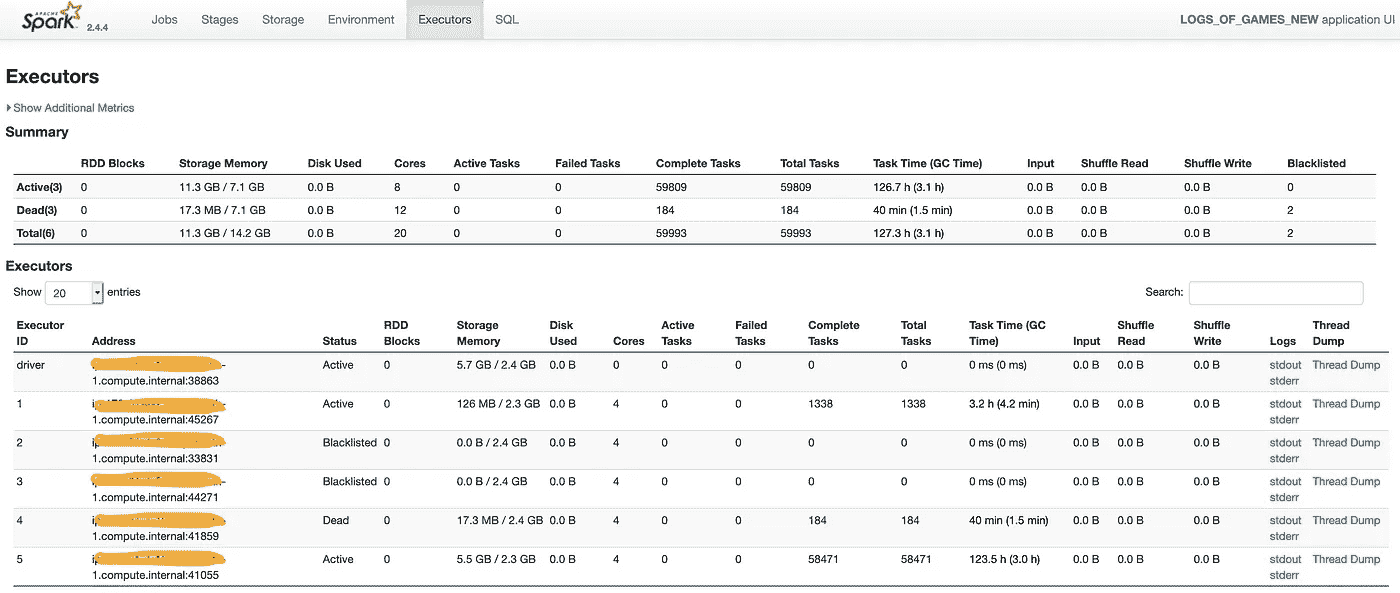 APACHE
Spark 2.4.4 Jobs Stages Storage Environment Executors SQL LOGS_OF_GAMES_NEW application UI
Executors
Show Additional Metrics
Summary
RDD Blocks Storage Memory Disk Used Cores Active Tasks Failed Tasks Complete Tasks Total Tasks Task Time (GC Time) Input Shuffle Read Shuffle Write Blacklisted
Active(3) 0 11.3 GB / 7.1 GB 0.0 B 8 0 0 59809 59809 126.7 h (3.1 h) 0.0 B 0.0 B 0.0 B 0
Dead(3) 0 17.3 MB / 7.1 GB 0.0 B 12 0 0 184 184 40 min (1.5 min) 0.0 B 0.0 B 0.0 B 2
Total(6) 0 11.3 GB / 14.2 GB 0.0 B 20 0 0 59993 59993 127.3 h (3.1 h) 0.0 B 0.0 B 0.0 B 2
Executors
Show 20 entries Search:
Executor RDD Storage Disk Active Failed Complete Total Task Time (GC Shuffle Shuffle Thread
ID Address Status Blocks Memory Used Cores Tasks Tasks Tasks Tasks Time) Input Read Write Logs Dump
driver Active 0 5.7 GB / 2.4 GB 0.0 B 0 0 0 0 0 0 ms (0 ms) 0.0 B 0.0 B 0.0 B stdout Thread Dump
1.compute.internal:38863 stderr
1 Active 0 126 MB / 2.3 GB 0.0 B 4 0 0 1338 1338 3.2 h (4.2 min) 0.0 B 0.0 B 0.0 B stdout Thread Dump
1.compute.internal:45267 stderr
2 Blacklisted 0 0.0 B / 2.4 GB 0.0 B 4 0 0 0 0 0 ms (0 ms) 0.0 B 0.0 B 0.0 B stdout Thread Dump
1.compute.internal:33831 stderr
3 Blacklisted 0 0.0 B / 2.4 GB 0.0 B 4 0 0 0 0 0 ms (0 ms) 0.0 B 0.0 B 0.0 B stdout Thread Dump
1.compute.internal:44271 stderr
4 Dead 0 17.3 MB / 2.4 GB 0.0 B 4 0 0 184 184 40 min (1.5 min) 0.0 B 0.0 B 0.0 B stdout Thread Dump
1.compute.internal:41859 stderr
5 Active 0 5.5 GB / 2.3 GB 0.0 B 4 0 0 58471 58471 123.5 h (3.0 h) 0.0 B 0.0 B 0.0 B stdout Thread Dump
1.compute.internal:41055 stderr